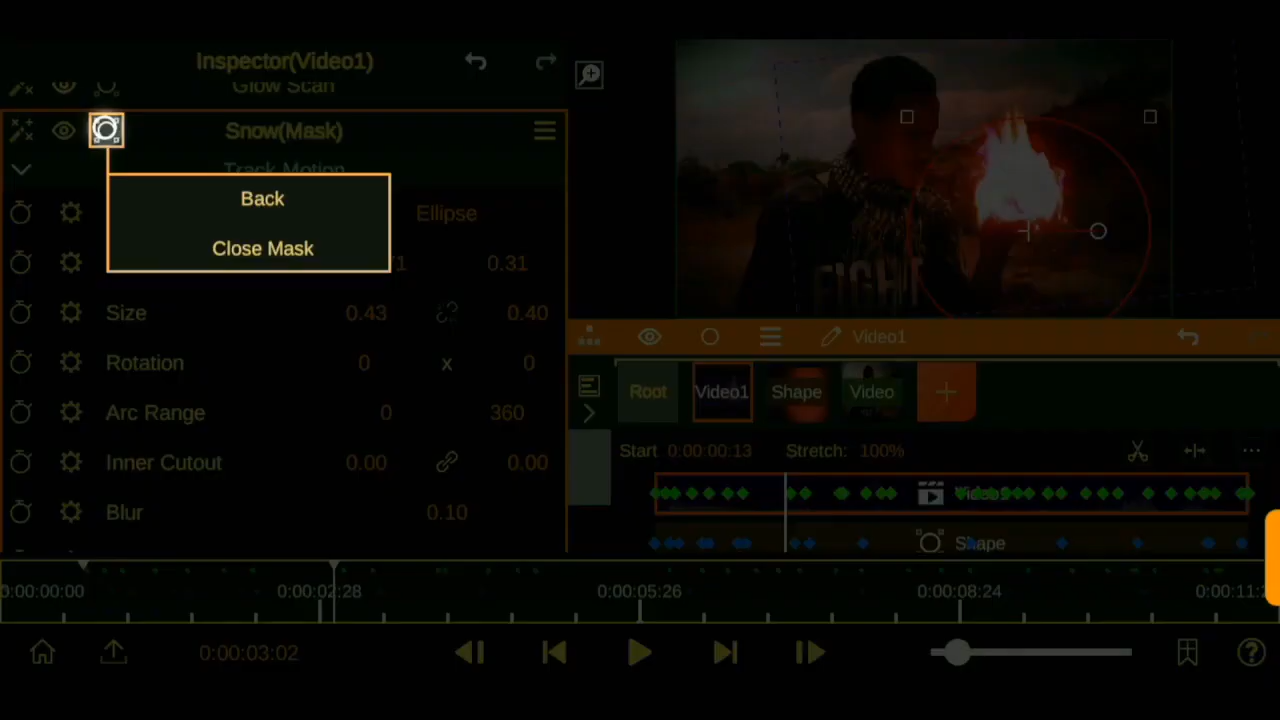 Inspector(Video1)
Glow Scan
Snow(Mask)
Track Motion
Back
Close Mask
Ellipse
0.31
Size 0.43 0.40
Rotation 0 x 0
Arc Range 0 360
Inner Cutout 0.00 0.00
Blur 0.10
FIGHT
Video1
Root Video1 Shape Video
Start 0:00:00:13 Stretch: 100%
Shape
0:00:00:00 0:00:02:28 0:00:05:26 0:00:08:24 0:00:11:
0:00:03:02